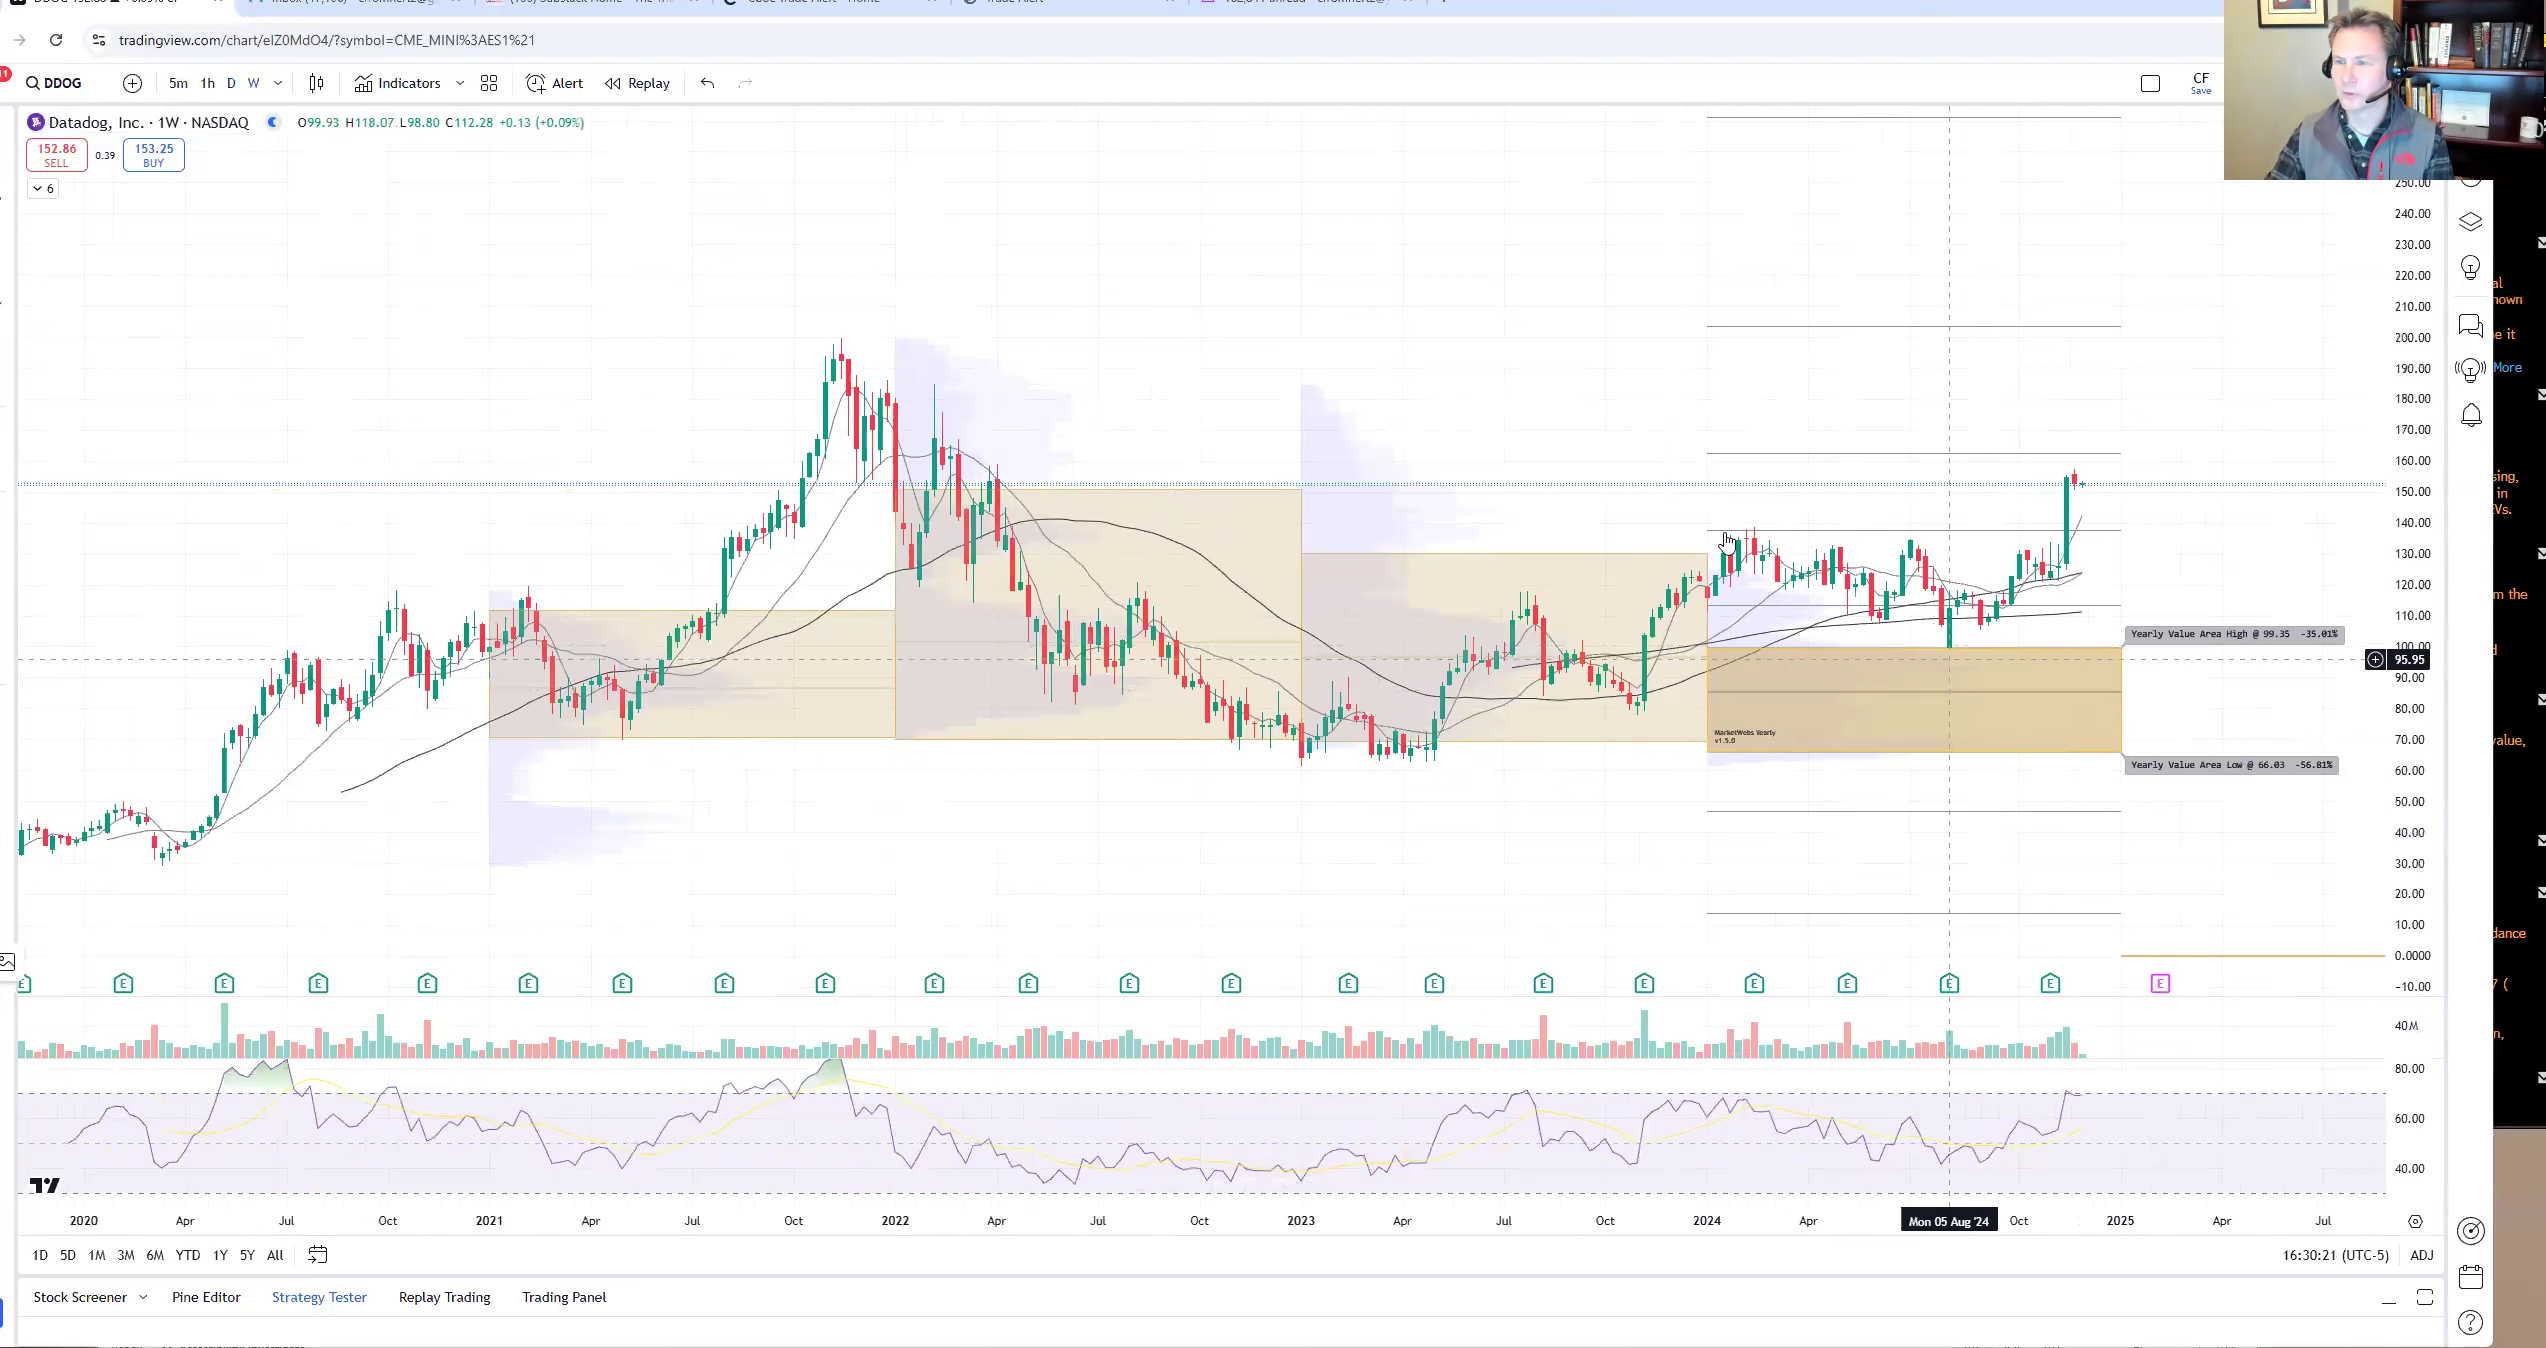 tradingview.com/chart/eIZ0MdO4/?symbol=CME_MINI%3AES1%21
11
DDOG
5m 1h D W
Indicators
Alert
Replay
CF
Save
Datadog, Inc. · 1W · NASDAQ
O99.93 H118.07 L98.80 C112.28 +0.13 (+0.09%)
152.86
SELL
0.39
153.25
BUY
6
250.00
240.00
230.00
220.00
210.00
200.00
190.00
180.00
170.00
160.00
150.00
140.00
130.00
120.00
110.00
100.00
Yearly Value Area High @ 99.35 -35.01%
95.95
90.00
80.00
70.00
MarketWebs Yearly
v1.5.0
Yearly Value Area Low @ 66.03 -56.81%
60.00
50.00
40.00
30.00
20.00
10.00
0.0000
-10.00
E E E E E E E E E E E E E E E E E E E E E E
40M
80.00
60.00
40.00
2020 Apr Jul Oct 2021 Apr Jul Oct 2022 Apr Jul Oct 2023 Apr Jul Oct 2024 Apr Mon 05 Aug '24 Oct 2025 Apr Jul
1D 5D 1M 3M 6M YTD 1Y 5Y All
16:30:21 (UTC-5) ADJ
Stock Screener Pine Editor Strategy Tester Replay Trading Trading Panel
More